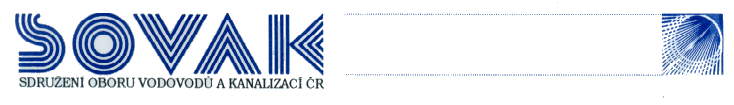 SOVAK
SDRUŽENÍ OBORU VODOVODŮ A KANALIZACÍ ČR